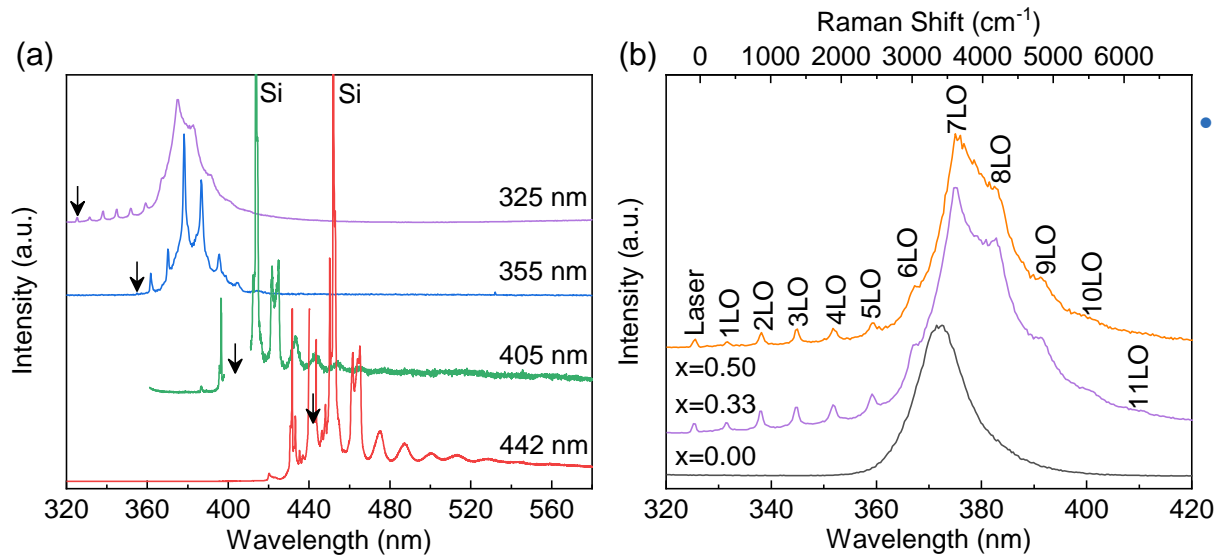 (a)
Si
Si
325 nm
355 nm
405 nm
442 nm
Intensity (a.u.)
320 360 400 440 480 520 560
Wavelength (nm)
Raman Shift (cm-1)
(b)
0 1000 2000 3000 4000 5000 6000
Laser
1LO
2LO
3LO
4LO
5LO
6LO
7LO
8LO
9LO
10LO
11LO
x=0.50
x=0.33
x=0.00
Intensity (a.u.)
320 340 360 380 400 420
Wavelength (nm)